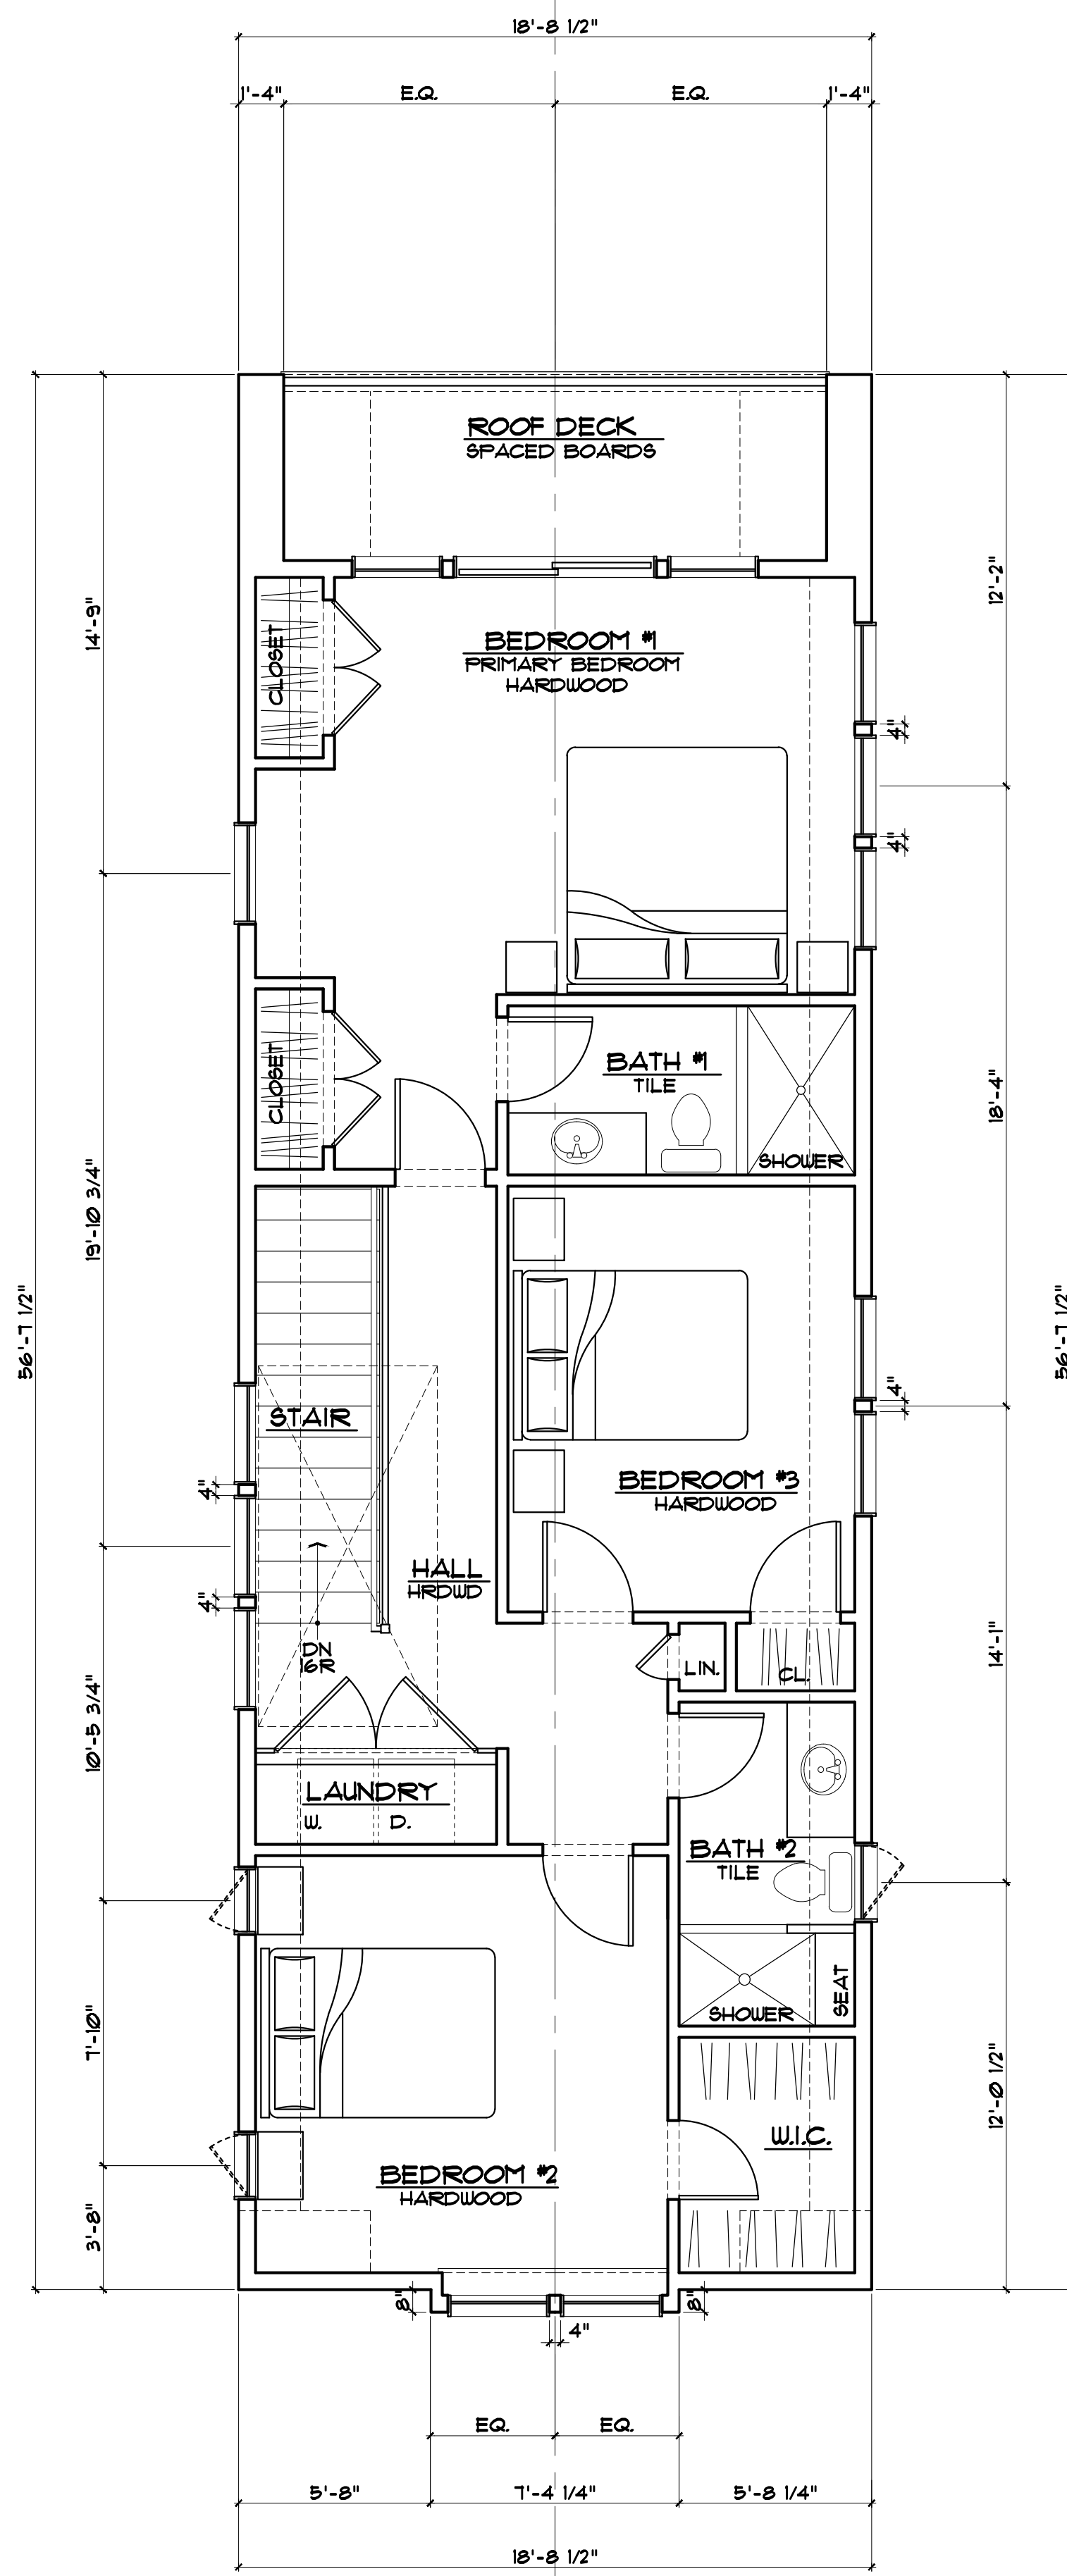 18'-8 1/2"
1'-4"
E.Q.
E.Q.
1'-4"
ROOF DECK
SPACED BOARDS
14'-9"
12'-2"
CLOSET
BEDROOM #1
PRIMARY BEDROOM
HARDWOOD
4"
4"
CLOSET
BATH #1
TILE
SHOWER
18'-4"
19'-10 3/4"
56'-7 1/2"
56'-7 1/2"
STAIR
4"
BEDROOM #3
HARDWOOD
4"
HALL
HRDWD
4"
DN
16R
LIN.
CL.
14'-1"
10'-5 3/4"
LAUNDRY
W.
D.
BATH #2
TILE
SEAT
SHOWER
7'-10"
12'-0 1/2"
W.I.C.
BEDROOM #2
HARDWOOD
3'-8"
8"
8"
4"
EQ.
EQ.
5'-8"
7'-4 1/4"
5'-8 1/4"
18'-8 1/2"